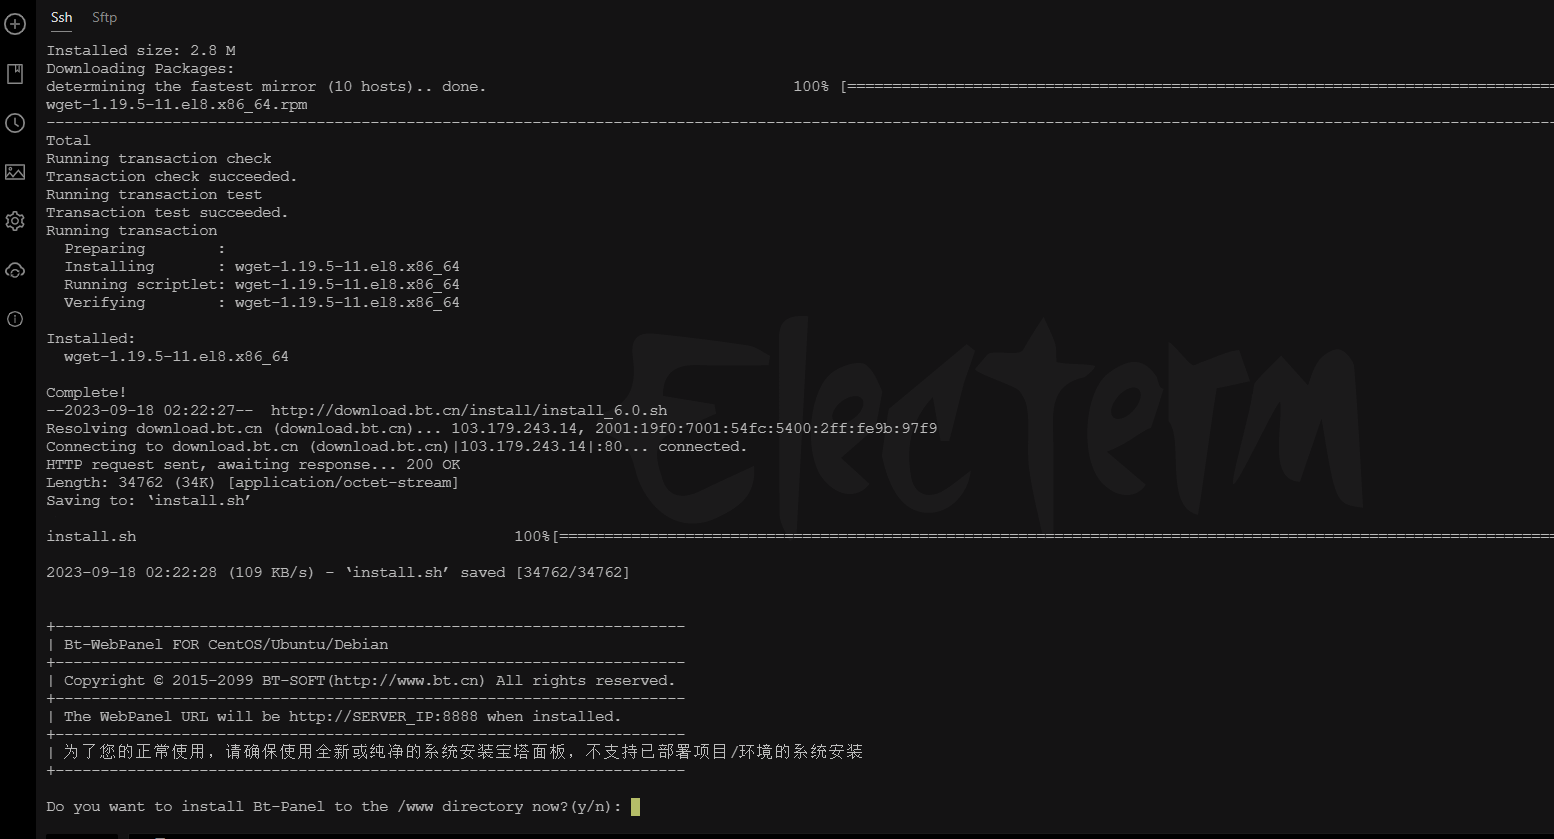 Ssh Sftp
Installed size: 2.8 M
Downloading Packages:
determining the fastest mirror (10 hosts).. done. 100% [==========================================================================
wget-1.19.5-11.el8.x86_64.rpm
--------------------------------------------------------------------------------
Total
Running transaction check
Transaction check succeeded.
Running transaction test
Transaction test succeeded.
Running transaction
Preparing :
Installing : wget-1.19.5-11.el8.x86_64
Running scriptlet: wget-1.19.5-11.el8.x86_64
Verifying : wget-1.19.5-11.el8.x86_64
Installed:
wget-1.19.5-11.el8.x86_64
Electerm
Complete!
--2023-09-18 02:22:27-- http://download.bt.cn/install/install_6.0.sh
Resolving download.bt.cn (download.bt.cn)... 103.179.243.14, 2001:19f0:7001:54fc:5400:2ff:fe9b:97f9
Connecting to download.bt.cn (download.bt.cn)|103.179.243.14|:80... connected.
HTTP request sent, awaiting response... 200 OK
Length: 34762 (34K) [application/octet-stream]
Saving to: ‘install.sh’
install.sh 100%[==========================================================================
2023-09-18 02:22:28 (109 KB/s) - ‘install.sh’ saved [34762/34762]
+----------------------------------------------------------------------
| Bt-WebPanel FOR CentOS/Ubuntu/Debian
+----------------------------------------------------------------------
| Copyright © 2015-2099 BT-SOFT(http://www.bt.cn) All rights reserved.
+----------------------------------------------------------------------
| The WebPanel URL will be http://SERVER_IP:8888 when installed.
+----------------------------------------------------------------------
| 为了您的正常使用，请确保使用全新或纯净的系统安装宝塔面板，不支持已部署项目/环境的系统安装
+----------------------------------------------------------------------
Do you want to install Bt-Panel to the /www directory now?(y/n):